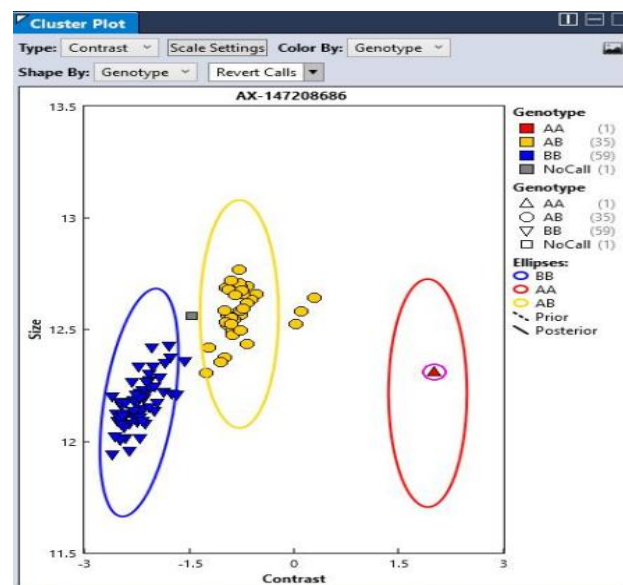 Cluster Plot
Type: Contrast Scale Settings Color By: Genotype
Shape By: Genotype Revert Calls
AX-147208686
Genotype
AA (1)
AB (35)
BB (59)
NoCall (1)
Genotype
AA (1)
AB (35)
BB (59)
NoCall (1)
Ellipses:
BB
AA
AB
Prior
Posterior
Size
13.5
13
12.5
12
11.5
-3 -1.5 0 1.5 3
Contrast